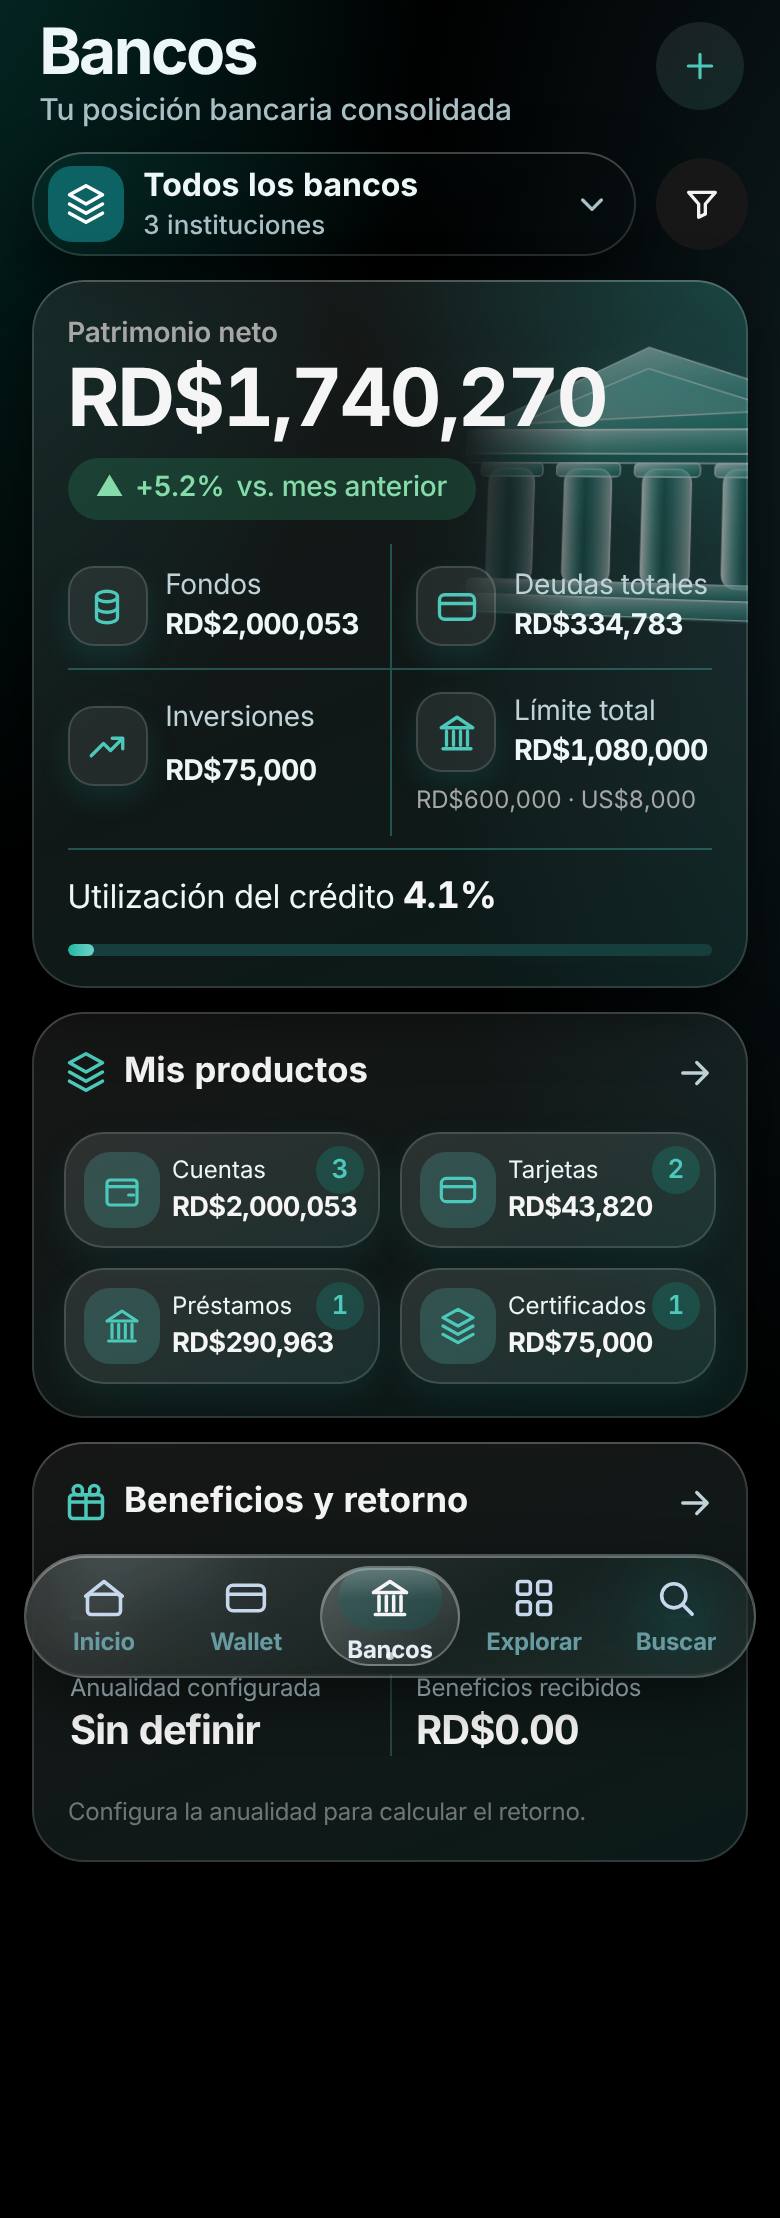 Bancos
Tu posición bancaria consolidada
Todos los bancos
3 instituciones
Patrimonio neto
RD$1,740,270
▲ +5.2% vs. mes anterior
Fondos
RD$2,000,053
Deudas totales
RD$334,783
Inversiones
RD$75,000
Límite total
RD$1,080,000
RD$600,000 · US$8,000
Utilización del crédito 4.1%
Mis productos
Cuentas 3
RD$2,000,053
Tarjetas 2
RD$43,820
Préstamos 1
RD$290,963
Certificados 1
RD$75,000
Beneficios y retorno
Inicio
Wallet
Bancos
Explorar
Buscar
Anualidad configurada
Sin definir
Beneficios recibidos
RD$0.00
Configura la anualidad para calcular el retorno.